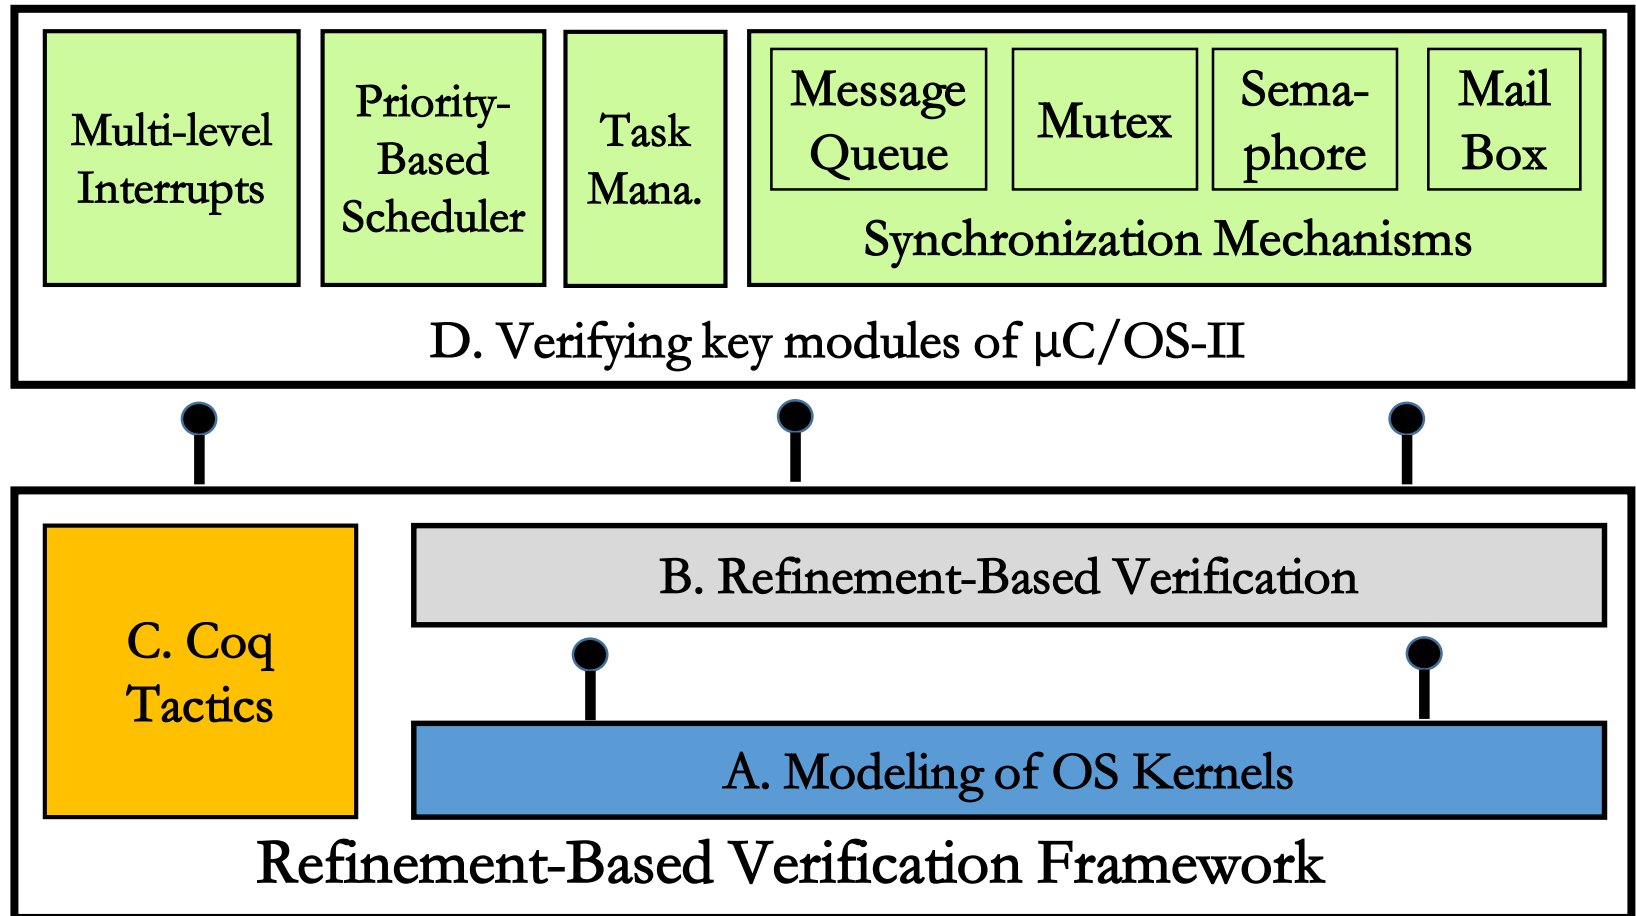 Multi-level
Interrupts
Priority-
Based
Scheduler
Task
Mana.
Message
Queue
Mutex
Sema-
phore
Mail
Box
Synchronization Mechanisms
D. Verifying key modules of μC/OS-II
C. Coq
Tactics
B. Refinement-Based Verification
A. Modeling of OS Kernels
Refinement-Based Verification Framework